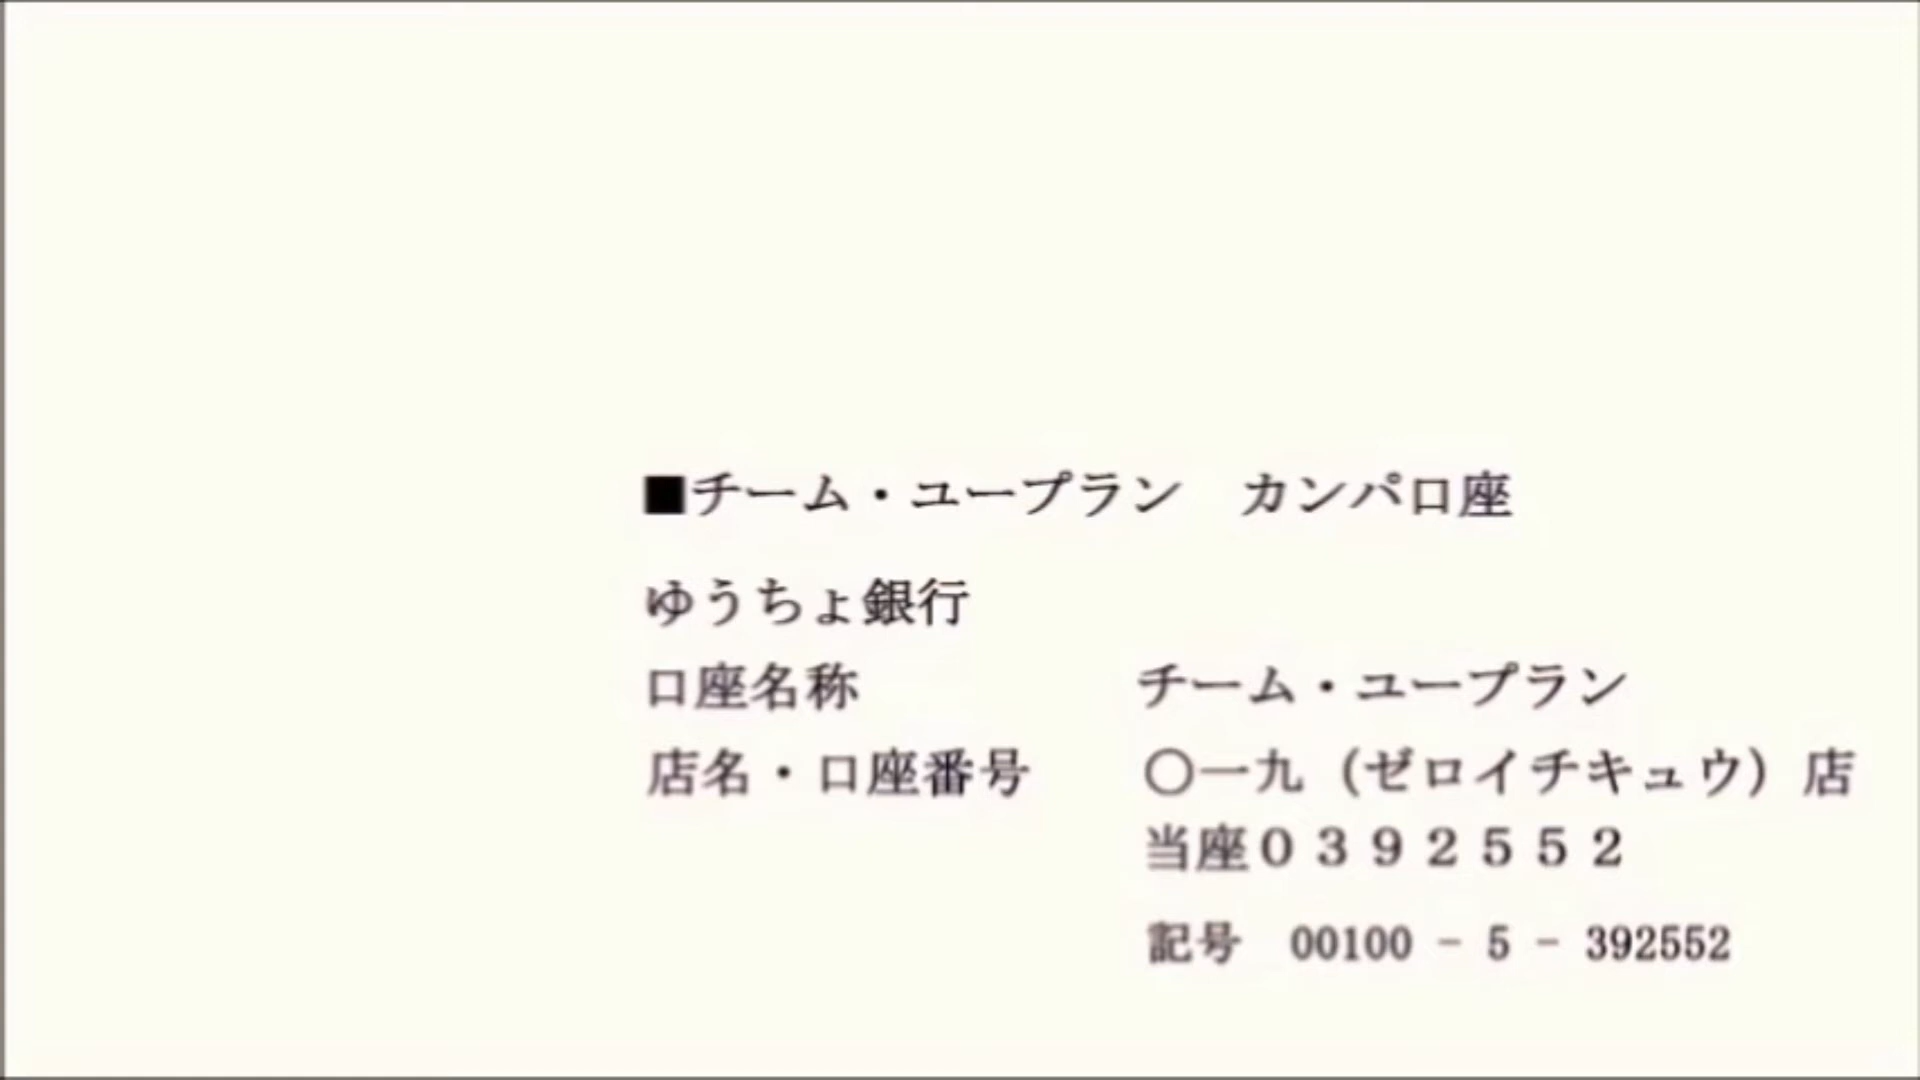 ■チーム・ユープラン　カンパ口座
ゆうちょ銀行
口座名称　チーム・ユープラン
店名・口座番号　〇一九（ゼロイチキュウ）店
当座０３９２５５２
記号　00100 － 5 － 392552